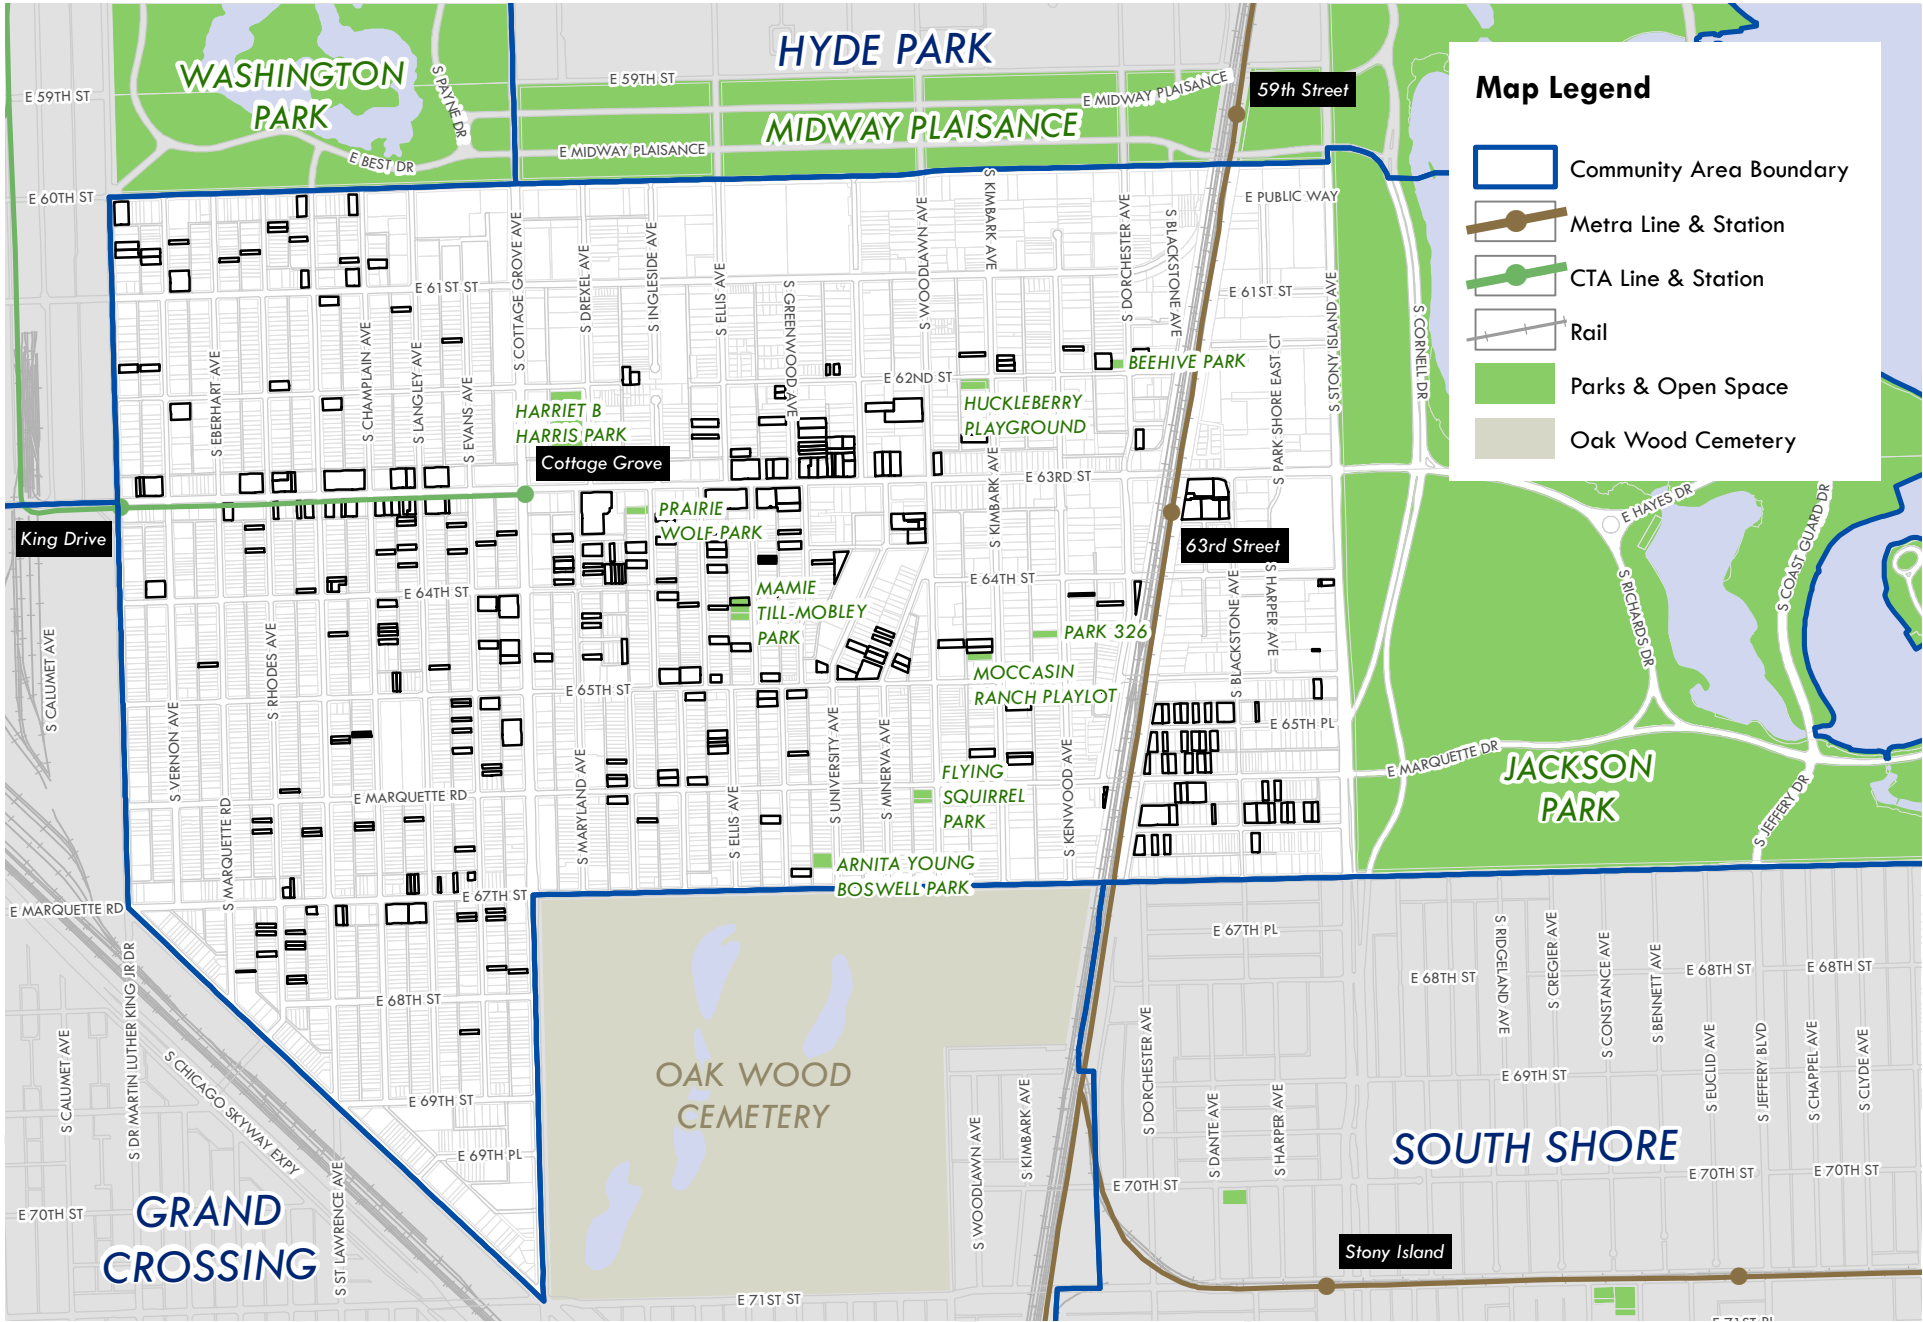 HYDE PARK
WASHINGTON
PARK
MIDWAY PLAISANCE
E 59TH ST
E 59TH ST
S PAYNE DR
E MIDWAY PLAISANCE
E MIDWAY PLAISANCE
E BEST DR
59th Street
Map Legend
Community Area Boundary
Metra Line & Station
CTA Line & Station
Rail
Parks & Open Space
Oak Wood Cemetery
E 60TH ST
E PUBLIC WAY
S COTTAGE GROVE AVE
S DREXEL AVE
S INGLESIDE AVE
S ELLIS AVE
S GREENWOOD AVE
S WOODLAWN AVE
S KIMBARK AVE
S DORCHESTER AVE
S BLACKSTONE AVE
S STONY ISLAND AVE
S CORNELL DR
E 61ST ST
E 61ST ST
S EBERHART AVE
S CHAMPLAIN AVE
S LANGLEY AVE
S EVANS AVE
S PARK SHORE EAST CT
BEEHIVE PARK
E 62ND ST
HARRIET B
HARRIS PARK
HUCKLEBERRY
PLAYGROUND
Cottage Grove
E 63RD ST
S KIMBARK AVE
King Drive
PRAIRIE
WOLF PARK
63rd Street
E HAYES DR
S COAST GUARD DR
S RICHARDS DR
E 64TH ST
E 64TH ST
MAMIE
TILL-MOBLEY
PARK
PARK 326
MOCCASIN
RANCH PLAYLOT
S BLACKSTONE AVE
S HARPER AVE
S CALUMET AVE
S RHODES AVE
S VERNON AVE
E 65TH ST
E 65TH PL
S MARYLAND AVE
S UNIVERSITY AVE
S MINERVA AVE
S KENWOOD AVE
E MARQUETTE DR
JACKSON
PARK
S JEFFERY DR
FLYING
SQUIRREL
PARK
E MARQUETTE RD
S MARQUETTE RD
S ELLIS AVE
ARNITA YOUNG
BOSWELL PARK
E 67TH ST
E MARQUETTE RD
E 67TH PL
S DR MARTIN LUTHER KING JR DR
S RIDGELAND AVE
S CREGIER AVE
S CONSTANCE AVE
S BENNETT AVE
E 68TH ST
E 68TH ST
E 68TH ST
E 68TH ST
S CALUMET AVE
S CHICAGO SKYWAY EXPY
OAK WOOD
CEMETERY
S DORCHESTER AVE
S EUCLID AVE
S JEFFERY BLVD
S CHAPPEL AVE
S CLYDE AVE
E 69TH ST
E 69TH ST
E 69TH PL
S WOODLAWN AVE
S KIMBARK AVE
S DANTE AVE
S HARPER AVE
SOUTH SHORE
E 70TH ST
E 70TH ST
E 70TH ST
E 70TH ST
GRAND
CROSSING
S ST LAWRENCE AVE
Stony Island
E 71ST ST
E 71ST PL